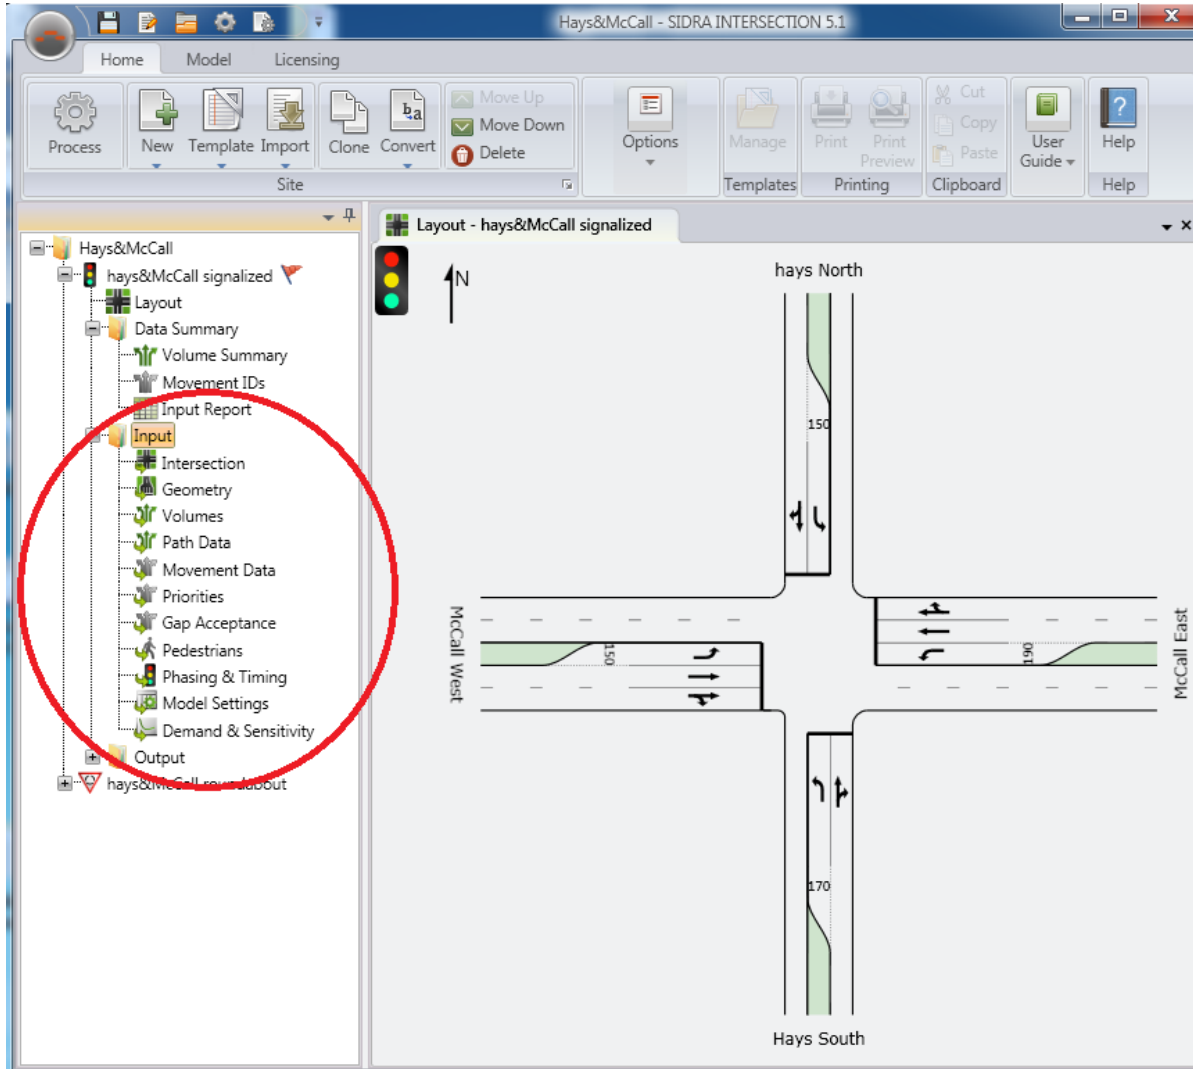 Hays&McCall - SIDRA INTERSECTION 5.1
Home Model Licensing
Process
New
Template
Import
Clone
Convert
Move Up
Move Down
Delete
Site
Options
Manage
Templates
Print
Print Preview
Printing
Cut
Copy
Paste
Clipboard
User Guide
Help
Help
Hays&McCall
hays&McCall signalized
Layout
Data Summary
Volume Summary
Movement IDs
Input Report
Input
Intersection
Geometry
Volumes
Path Data
Movement Data
Priorities
Gap Acceptance
Pedestrians
Phasing & Timing
Model Settings
Demand & Sensitivity
Output
hays&McCall roundabout
Layout - hays&McCall signalized
N
hays North
150
McCall West
150
190
McCall East
170
Hays South